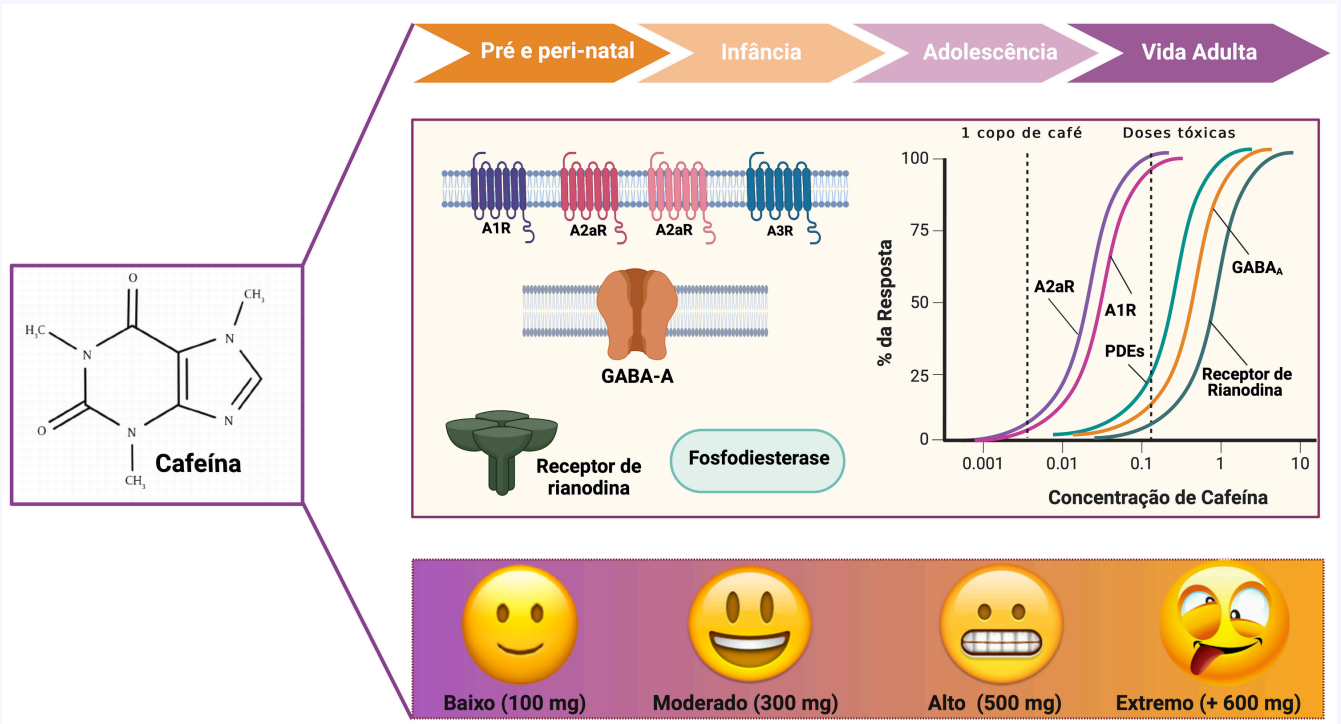 Pré e peri-natal
Infância
Adolescência
Vida Adulta
O
CH₃
H₃C
N
N
O
N
N
CH₃
Cafeína
A1R
A2aR
A2aR
A3R
GABA-A
Receptor de
rianodina
Fosfodiesterase
1 copo de café
Doses tóxicas
% da Resposta
100
75
50
25
0
A2aR
A1R
PDEs
GABAA
Receptor de
Rianodina
0.001
0.01
0.1
1
10
Concentração de Cafeína
Baixo (100 mg)
Moderado (300 mg)
Alto (500 mg)
Extremo (+ 600 mg)